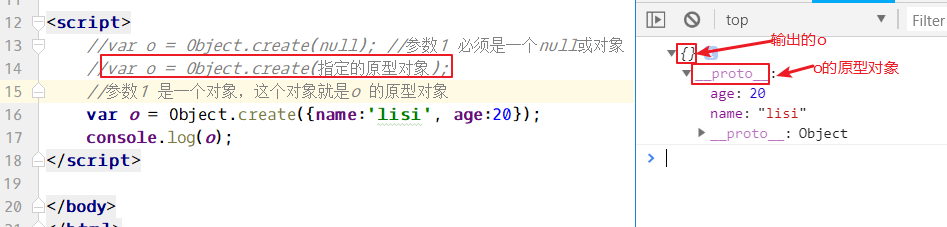 12 <script>
13 //var o = Object.create(null); //参数1 必须是一个null或对象
14 //var o = Object.create(指定的原型对象);
15 //参数1 是一个对象，这个对象就是o 的原型对象
16 var o = Object.create({name:'lisi', age:20});
17 console.log(o);
18 </script>
19
20 </body>
top
Filter
{}
输出的o
__proto__:
o的原型对象
age: 20
name: "lisi"
__proto__: Object